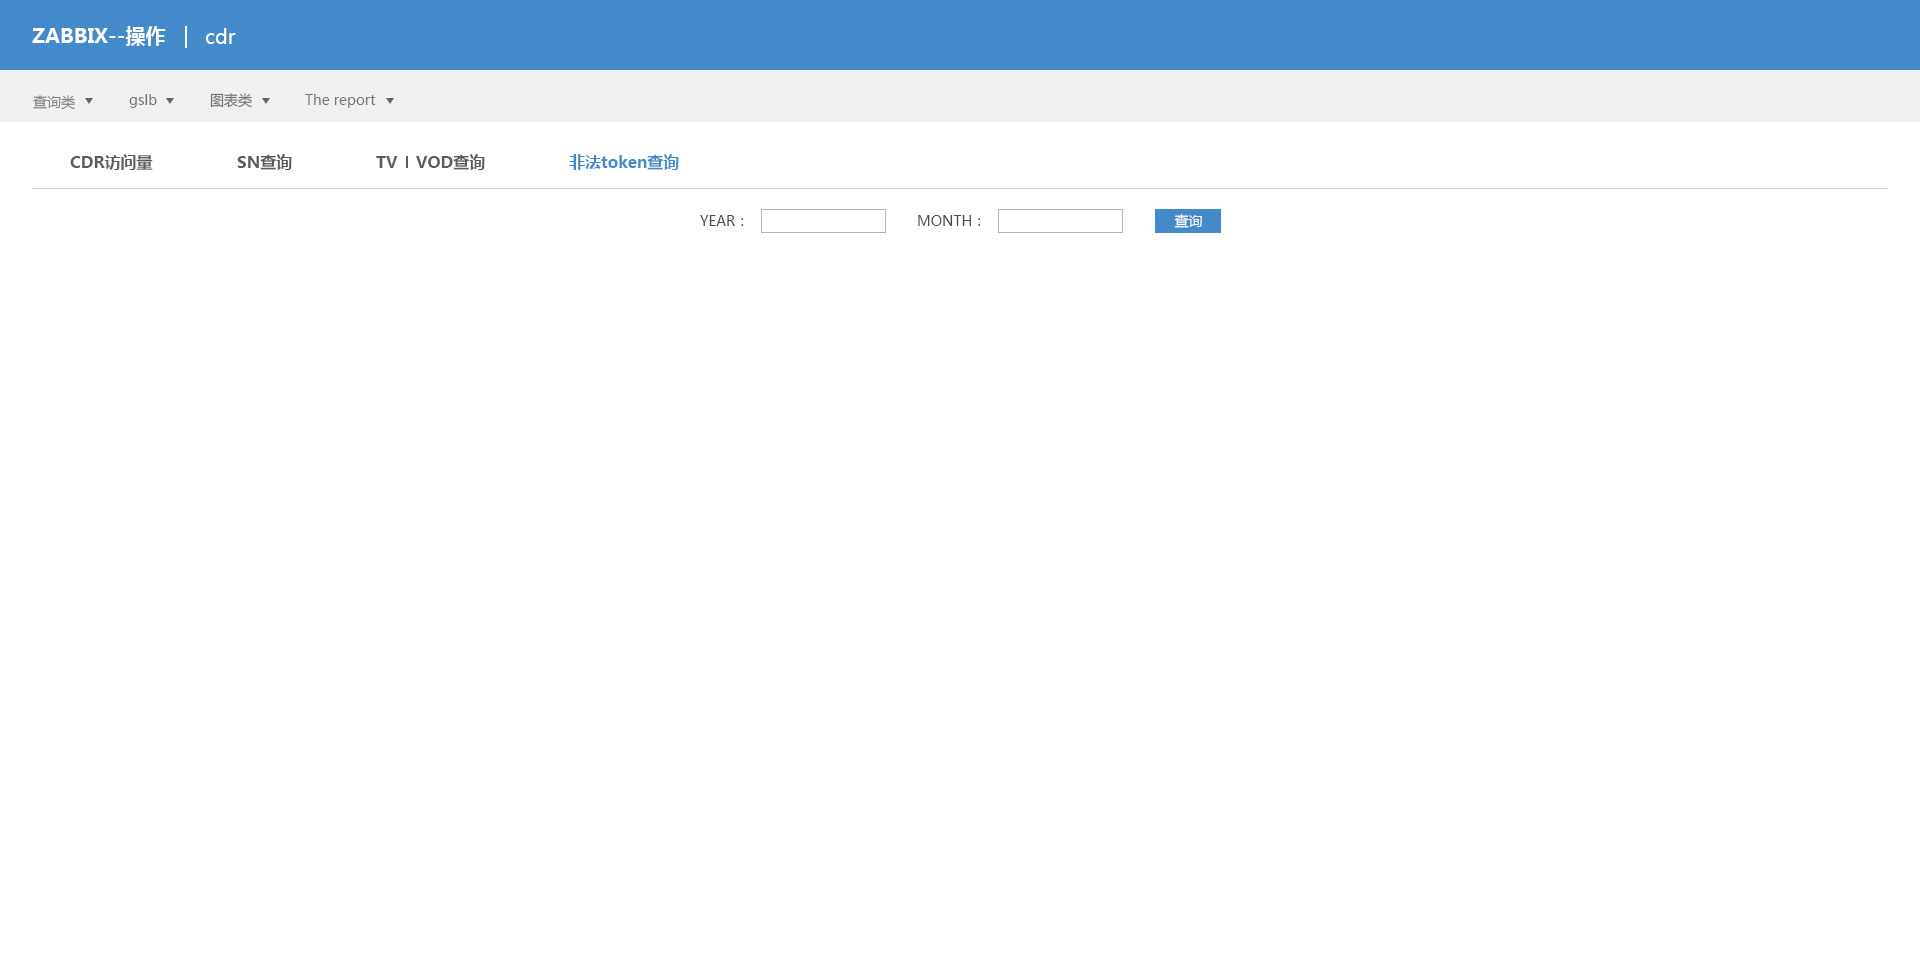 ZABBIX--操作 | cdr
查询类 gslb 图表类 The report
CDR访问量 SN查询 TV | VOD查询 非法token查询
YEAR： MONTH： 查询